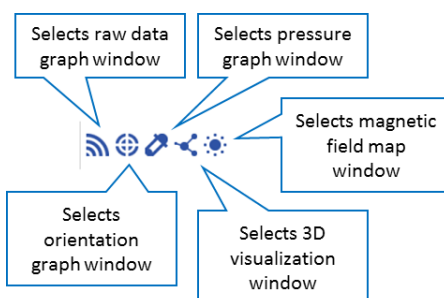 Selects raw data
graph window
Selects pressure
graph window
Selects magnetic
field map
window
Selects
orientation
graph window
Selects 3D
visualization
window